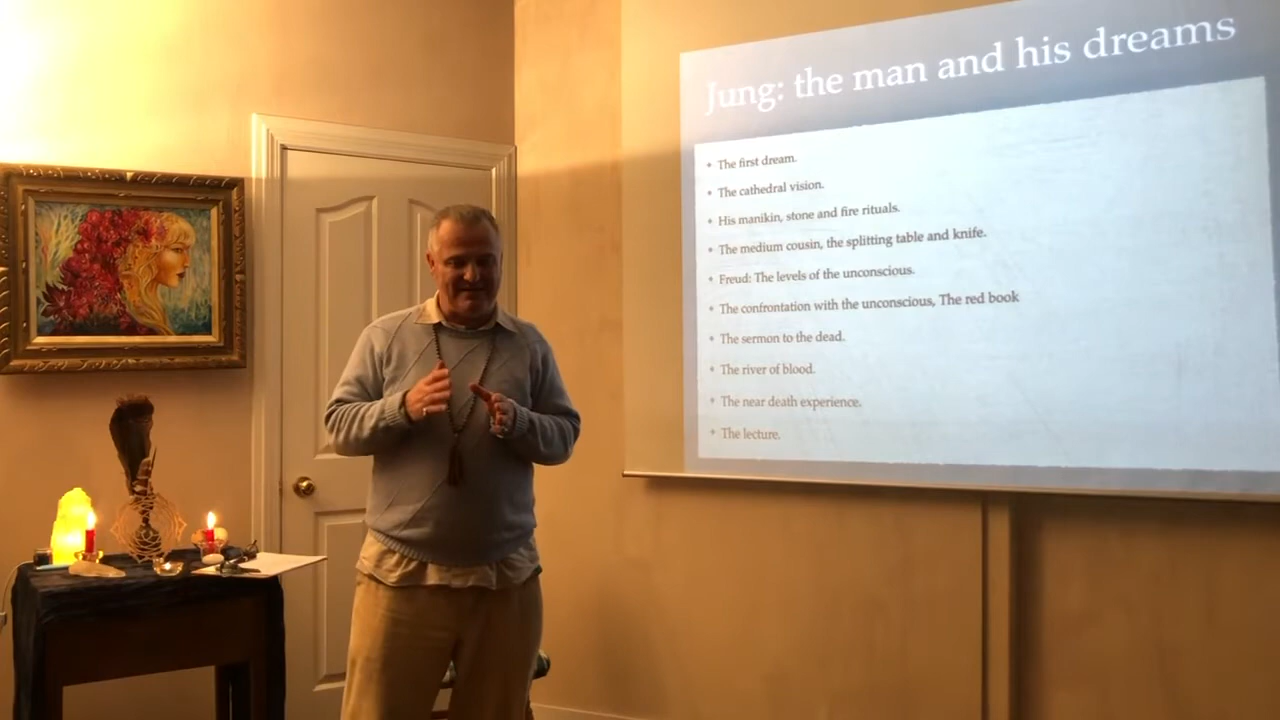 Jung: the man and his dreams
• The first dream.
• The cathedral vision.
• His manikin, stone and fire rituals.
• The medium cousin, the splitting table and knife.
• Freud: The levels of the unconscious.
• The confrontation with the unconscious, The red book
• The sermon to the dead.
• The river of blood.
• The near death experience.
• The lecture.